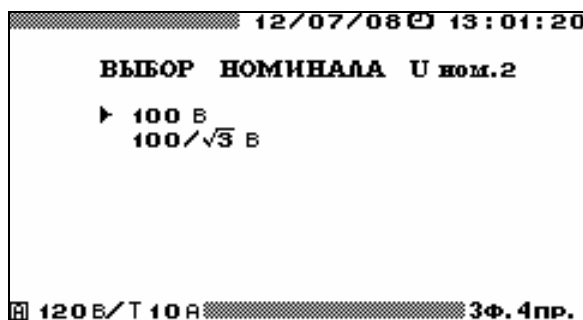 12/07/08 13:01:20
ВЫБОР НОМИНАЛА U ном.2
100 В
100/√3 В
A 120В/Т10А 3ф.4пр.